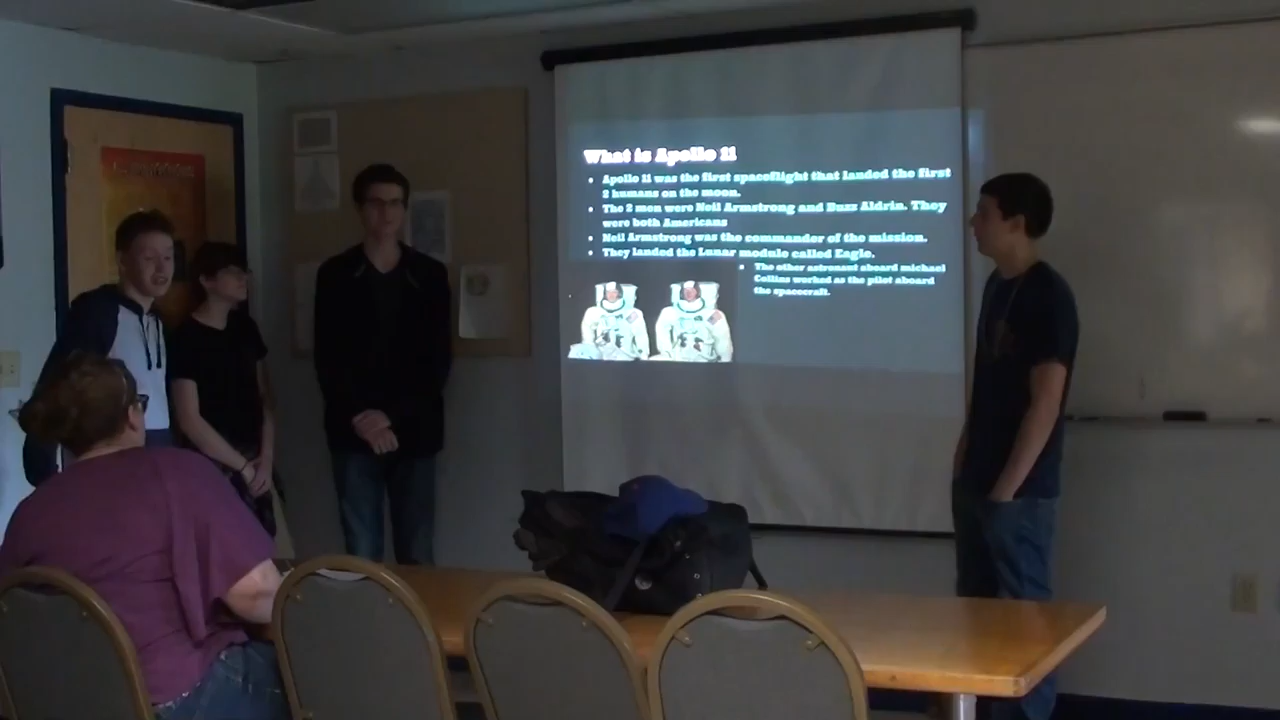 What is Apollo 11
Apollo 11 was the first spaceflight that landed the first
2 humans on the moon.
The 2 men were Neil Armstrong and Buzz Aldrin. They
were both Americans
Neil Armstrong was the commander of the mission.
They landed the Lunar module called Eagle.
The other astronaut aboard michael
Collins worked as the pilot aboard
the spacecraft.